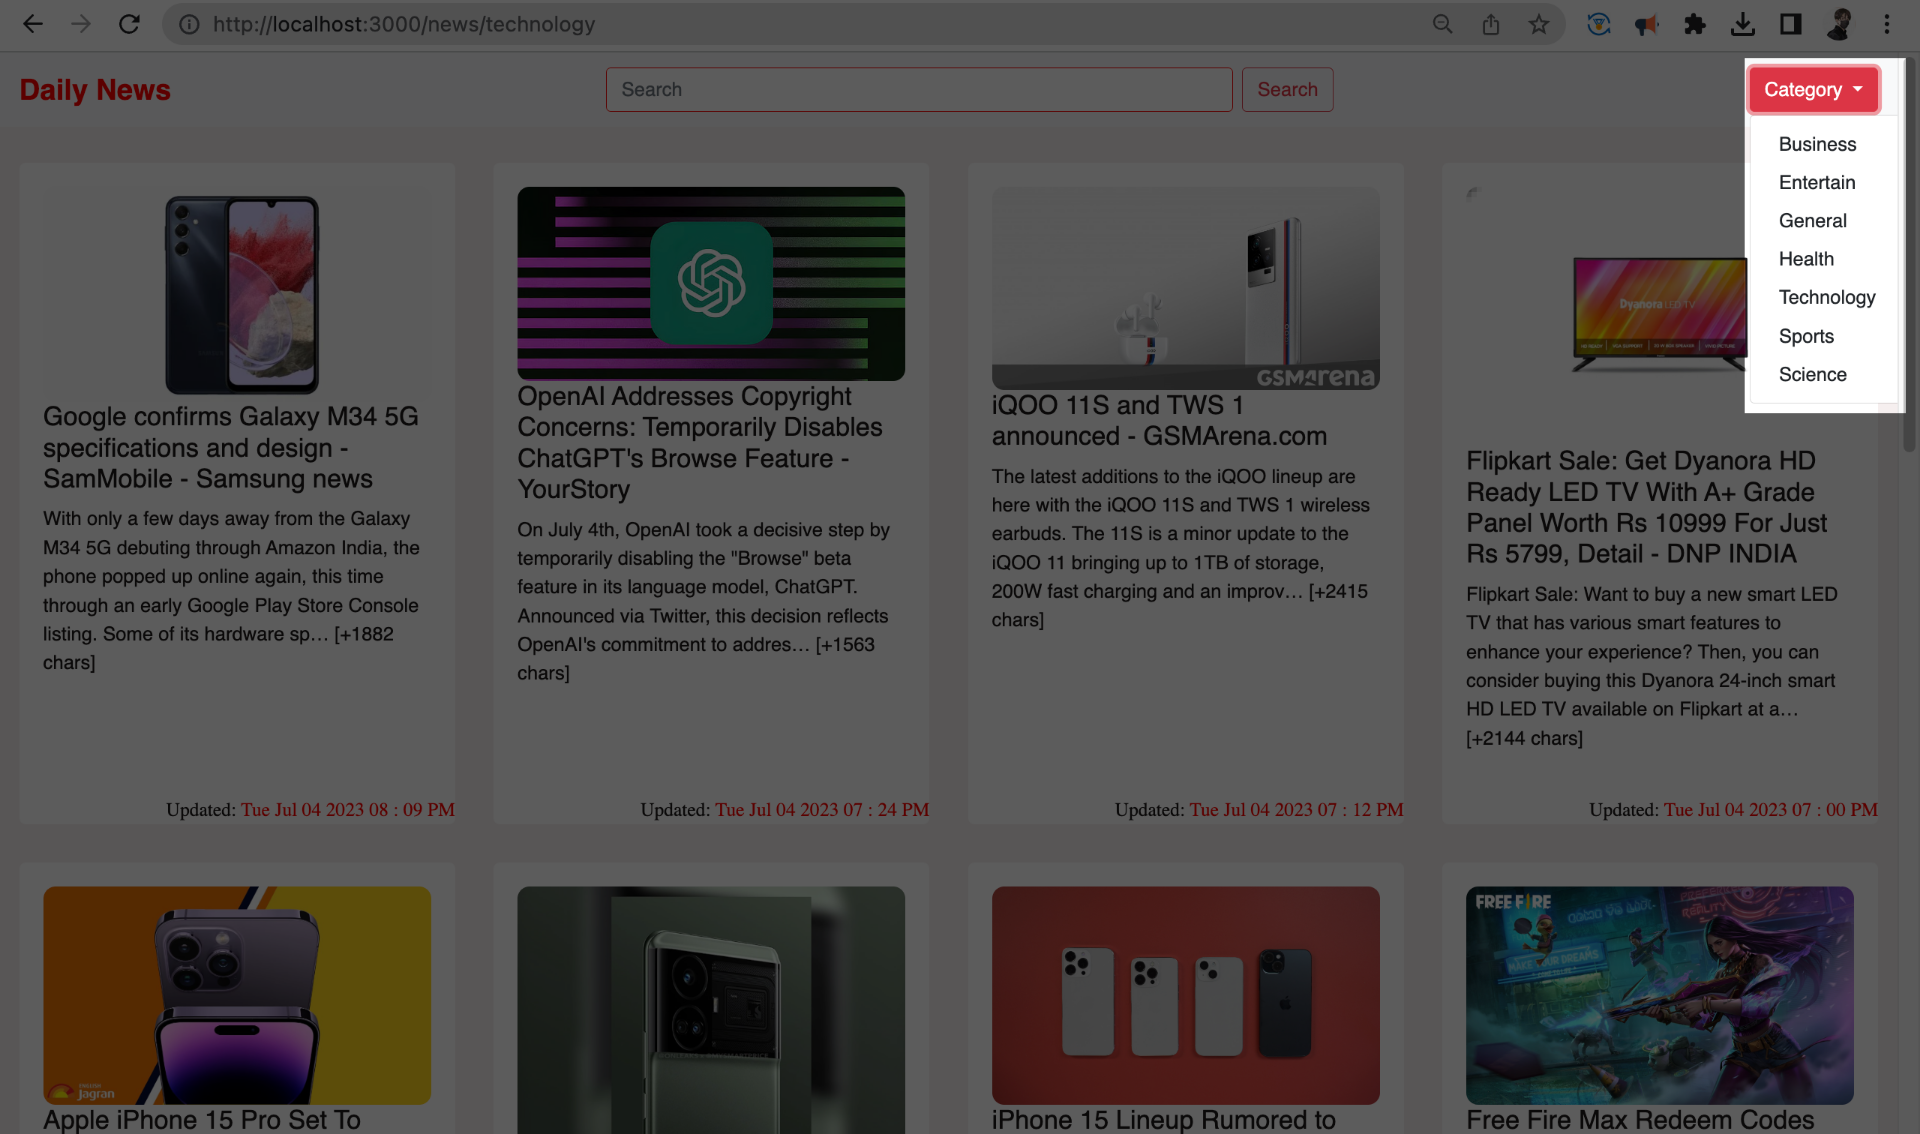 http://localhost:3000/news/technology
Daily News
Search
Search
Category
Business
Entertain
General
Health
Technology
Sports
Science
Google confirms Galaxy M34 5G
specifications and design -
SamMobile - Samsung news
With only a few days away from the Galaxy
M34 5G debuting through Amazon India, the
phone popped up online again, this time
through an early Google Play Store Console
listing. Some of its hardware sp… [+1882
chars]
Updated: Tue Jul 04 2023 08 : 09 PM
OpenAI Addresses Copyright
Concerns: Temporarily Disables
ChatGPT's Browse Feature -
YourStory
On July 4th, OpenAI took a decisive step by
temporarily disabling the "Browse" beta
feature in its language model, ChatGPT.
Announced via Twitter, this decision reflects
OpenAI's commitment to addres… [+1563
chars]
Updated: Tue Jul 04 2023 07 : 24 PM
GSMArena
iQOO 11S and TWS 1
announced - GSMArena.com
The latest additions to the iQOO lineup are
here with the iQOO 11S and TWS 1 wireless
earbuds. The 11S is a minor update to the
iQOO 11 bringing up to 1TB of storage,
200W fast charging and an improv… [+2415
chars]
Updated: Tue Jul 04 2023 07 : 12 PM
Dyanora LED TV
Flipkart Sale: Get Dyanora HD
Ready LED TV With A+ Grade
Panel Worth Rs 10999 For Just
Rs 5799, Detail - DNP INDIA
Flipkart Sale: Want to buy a new smart LED
TV that has various smart features to
enhance your experience? Then, you can
consider buying this Dyanora 24-inch smart
HD LED TV available on Flipkart at a…
[+2144 chars]
Updated: Tue Jul 04 2023 07 : 00 PM
jagran
Apple iPhone 15 Pro Set To
iPhone 15 Lineup Rumored to
FREE FIRE
MAKE YOUR DREAMS
REALITY
Free Fire Max Redeem Codes